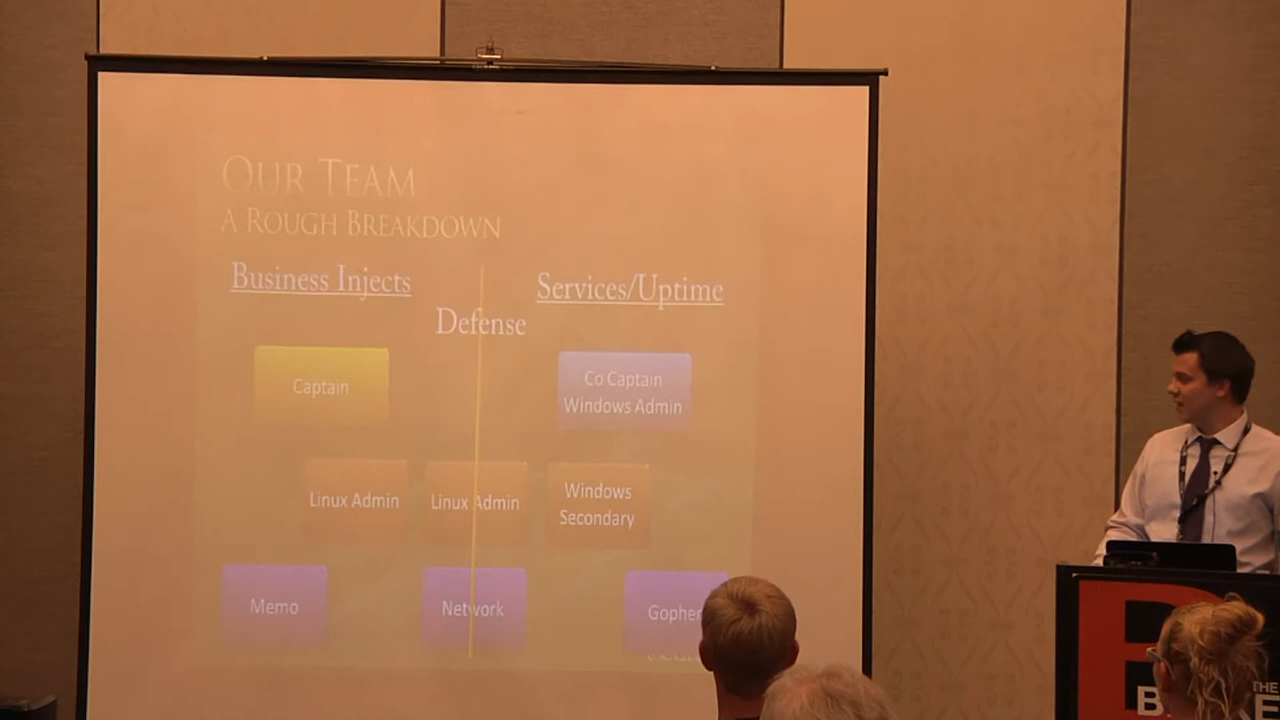 OUR TEAM
A ROUGH BREAKDOWN
Business Injects
Services/Uptime
Defense
Captain
Co Captain
Windows Admin
Linux Admin
Linux Admin
Windows
Secondary
Memo
Network
Gopher
B
THE